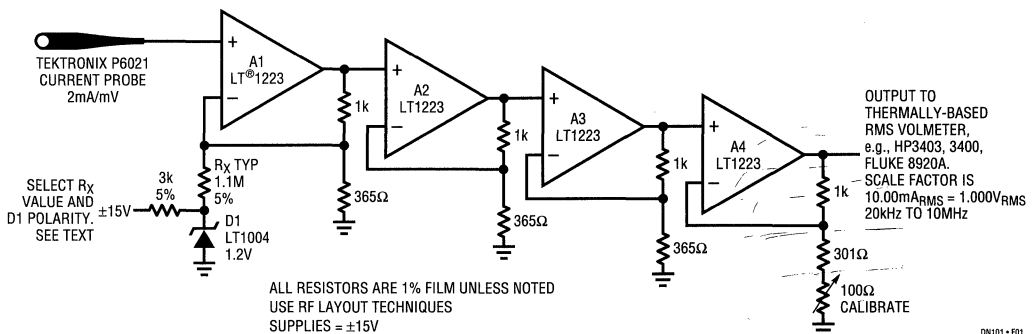 TEKTRONIX P6021
CURRENT PROBE
2mA/mV
+
A1
LT®1223
−
1k
+
A2
LT1223
−
1k
+
A3
LT1223
−
1k
+
A4
LT1223
−
1k
OUTPUT TO
THERMALLY-BASED
RMS VOLMETER,
e.g., HP3403, 3400,
FLUKE 8920A.
SCALE FACTOR IS
10.00mARMS = 1.000VRMS
20kHz TO 10MHz
SELECT RX
VALUE AND
D1 POLARITY.
SEE TEXT
±15V
3k
5%
RX TYP
1.1M
5%
D1
LT1004
1.2V
365Ω
365Ω
365Ω
301Ω
100Ω
CALIBRATE
ALL RESISTORS ARE 1% FILM UNLESS NOTED
USE RF LAYOUT TECHNIQUES
SUPPLIES = ±15V
DN101 • F01